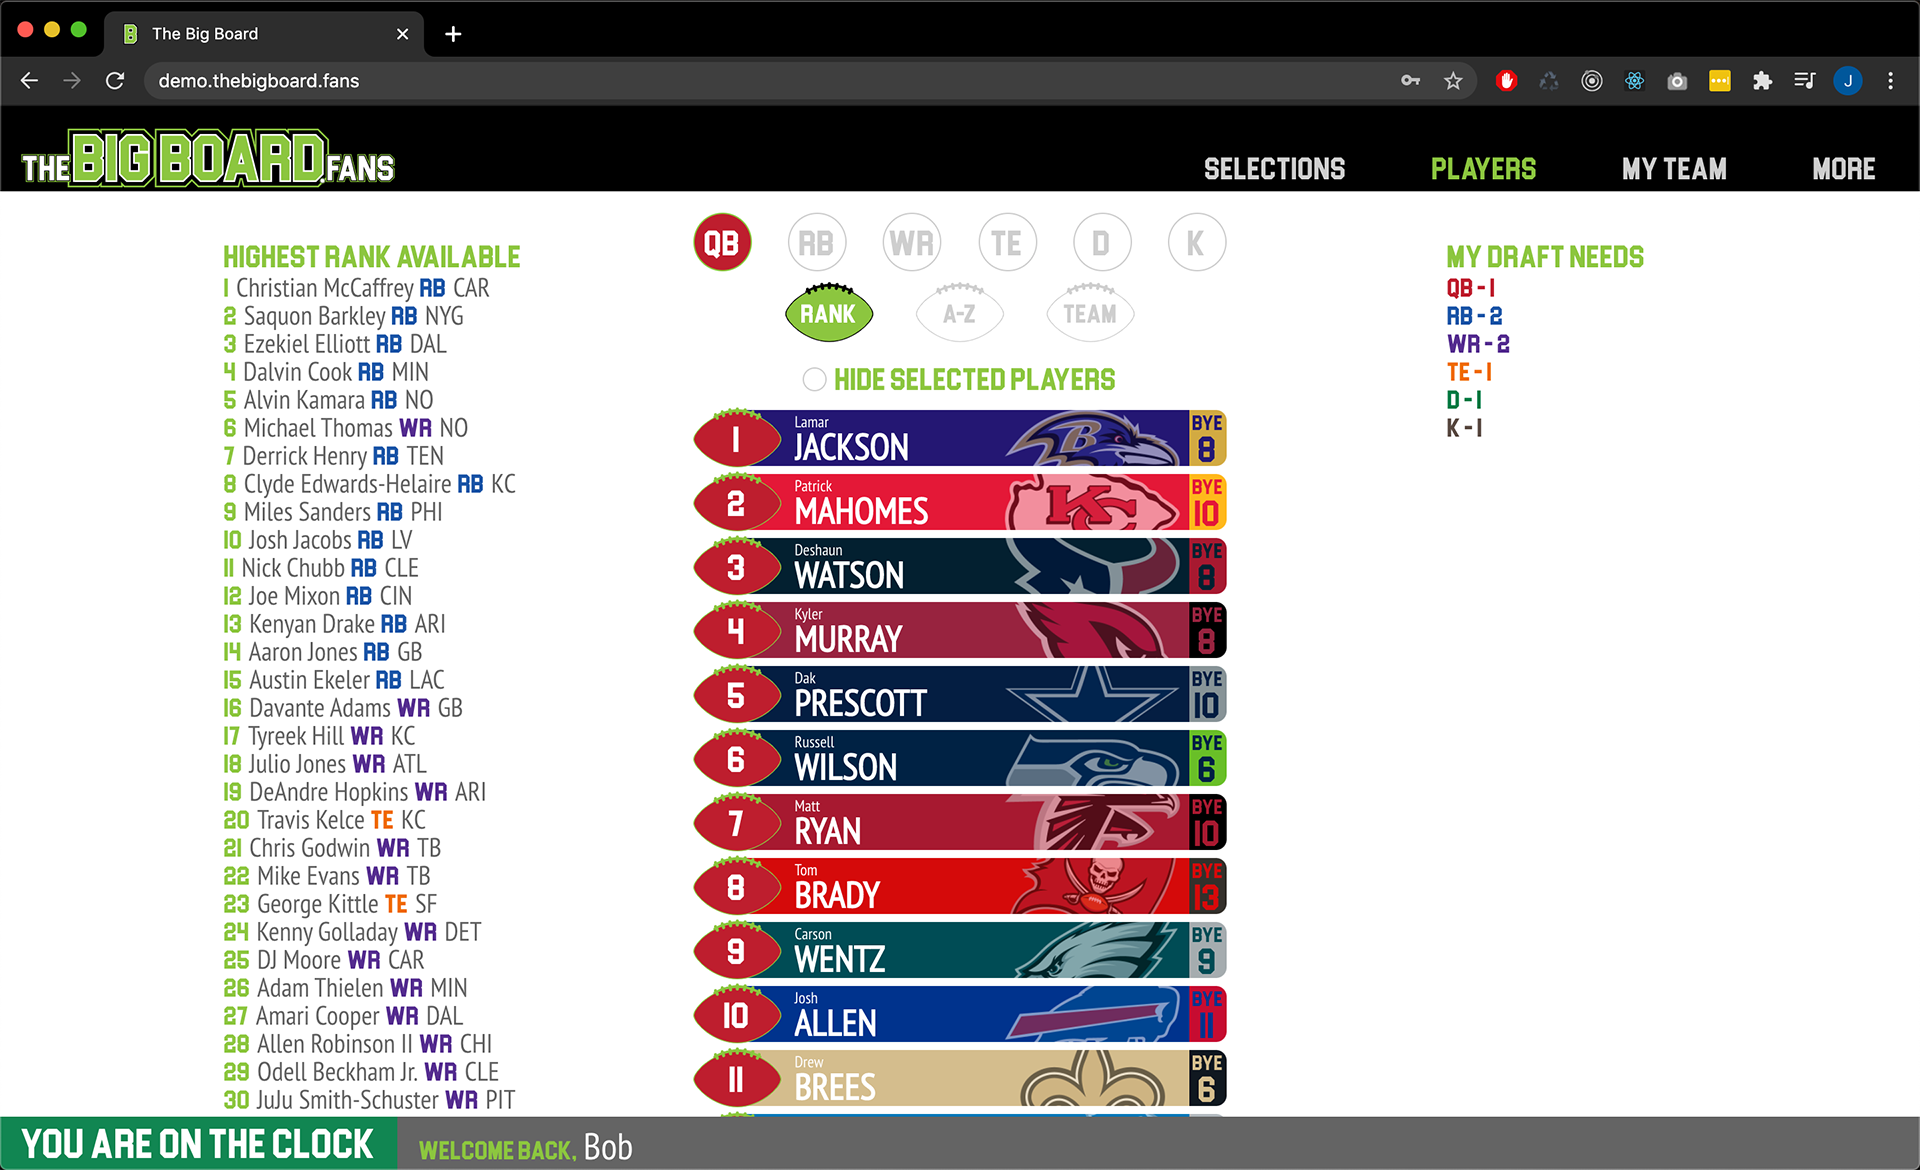 The Big Board
demo.thebigboard.fans
J
THE BIG BOARD.FANS
SELECTIONS
PLAYERS
MY TEAM
MORE
HIGHEST RANK AVAILABLE
1 Christian McCaffrey RB CAR
2 Saquon Barkley RB NYG
3 Ezekiel Elliott RB DAL
4 Dalvin Cook RB MIN
5 Alvin Kamara RB NO
6 Michael Thomas WR NO
7 Derrick Henry RB TEN
8 Clyde Edwards-Helaire RB KC
9 Miles Sanders RB PHI
10 Josh Jacobs RB LV
11 Nick Chubb RB CLE
12 Joe Mixon RB CIN
13 Kenyan Drake RB ARI
14 Aaron Jones RB GB
15 Austin Ekeler RB LAC
16 Davante Adams WR GB
17 Tyreek Hill WR KC
18 Julio Jones WR ATL
19 DeAndre Hopkins WR ARI
20 Travis Kelce TE KC
21 Chris Godwin WR TB
22 Mike Evans WR TB
23 George Kittle TE SF
24 Kenny Golladay WR DET
25 DJ Moore WR CAR
26 Adam Thielen WR MIN
27 Amari Cooper WR DAL
28 Allen Robinson II WR CHI
29 Odell Beckham Jr. WR CLE
30 JuJu Smith-Schuster WR PIT
QB
RB
WR
TE
D
K
RANK
A-Z
TEAM
HIDE SELECTED PLAYERS
1
Lamar
JACKSON
B
BYE
8
2
Patrick
MAHOMES
KC
BYE
10
3
Deshaun
WATSON
BYE
8
4
Kyler
MURRAY
BYE
8
5
Dak
PRESCOTT
BYE
10
6
Russell
WILSON
BYE
6
7
Matt
RYAN
BYE
10
8
Tom
BRADY
BYE
13
9
Carson
WENTZ
BYE
9
10
Josh
ALLEN
BYE
11
11
Drew
BREES
BYE
6
MY DRAFT NEEDS
QB - 1
RB - 2
WR - 2
TE - 1
D - 1
K - 1
YOU ARE ON THE CLOCK
WELCOME BACK, Bob